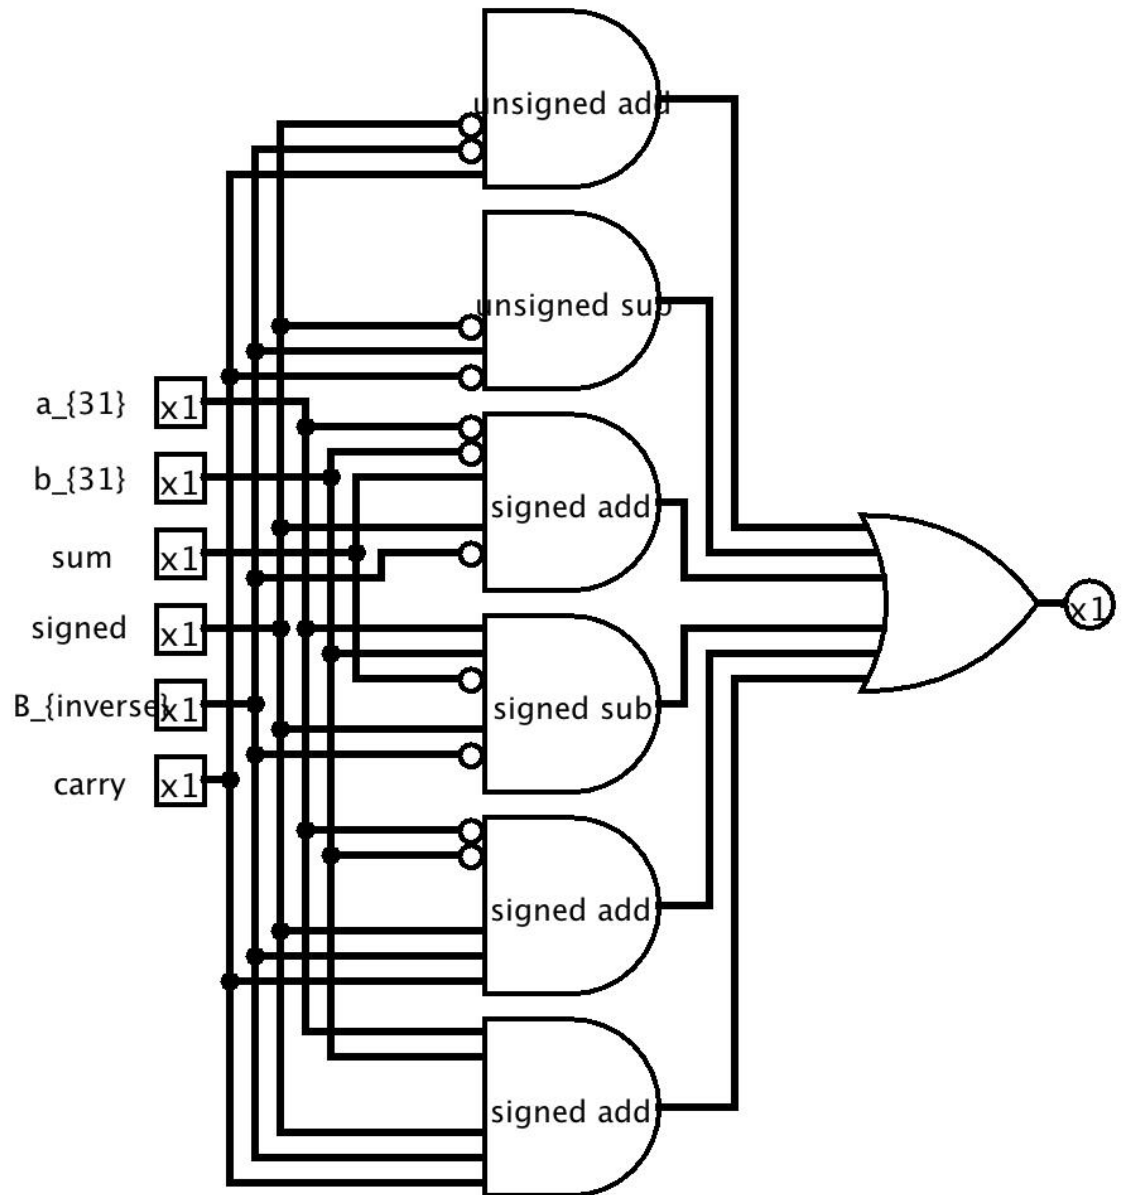 unsigned add
unsigned sub
a_{31}
x1
b_{31}
x1
signed add
sum
x1
signed
x1
x1
B_{inverse}
x1
signed sub
carry
x1
signed add
signed add